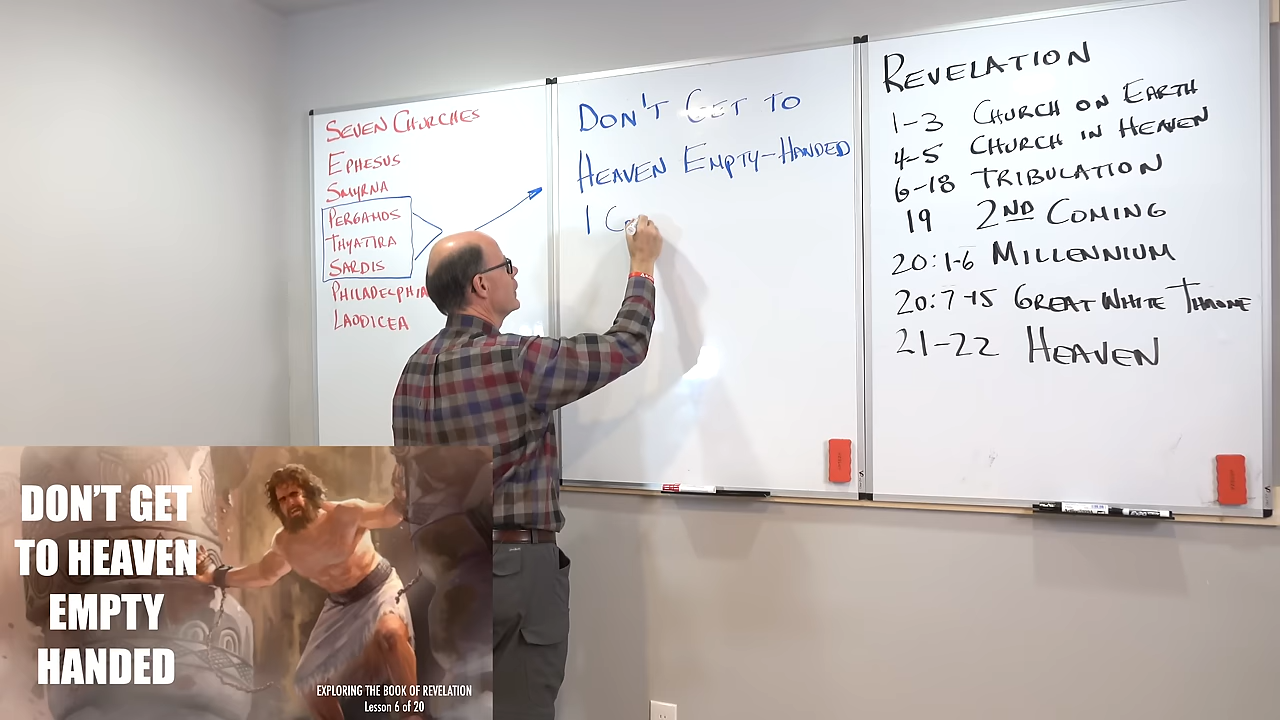 SEVEN CHURCHES
EPHESUS
SMYRNA
PERGAMOS
THYATIRA
SARDIS
PHILADELPHIA
LAODICEA
DON'T GET TO
HEAVEN EMPTY-HANDED
1 Co
REVELATION
1-3 CHURCH ON EARTH
4-5 CHURCH IN HEAVEN
6-18 TRIBULATION
19 2ND COMING
20:1-6 MILLENNIUM
20:7-15 GREAT WHITE THRONE
21-22 HEAVEN
DON'T GET
TO HEAVEN
EMPTY
HANDED
EXPLORING THE BOOK OF REVELATION
Lesson 6 of 20